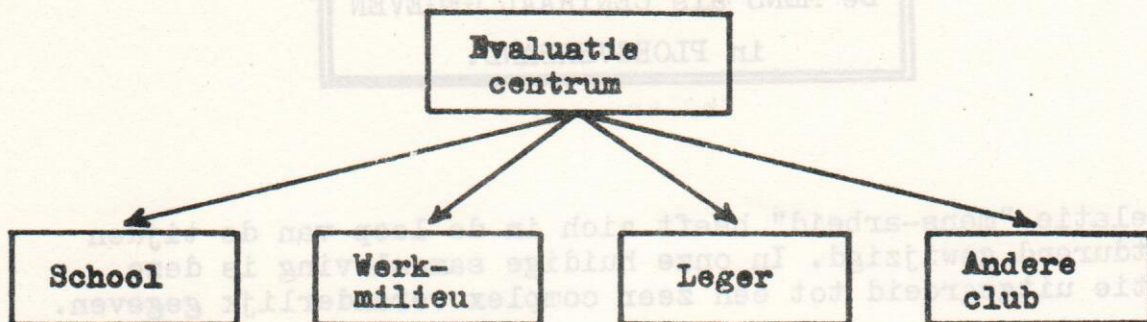 Evaluatie
centrum
School
Werk-
milieu
Leger
Andere
club